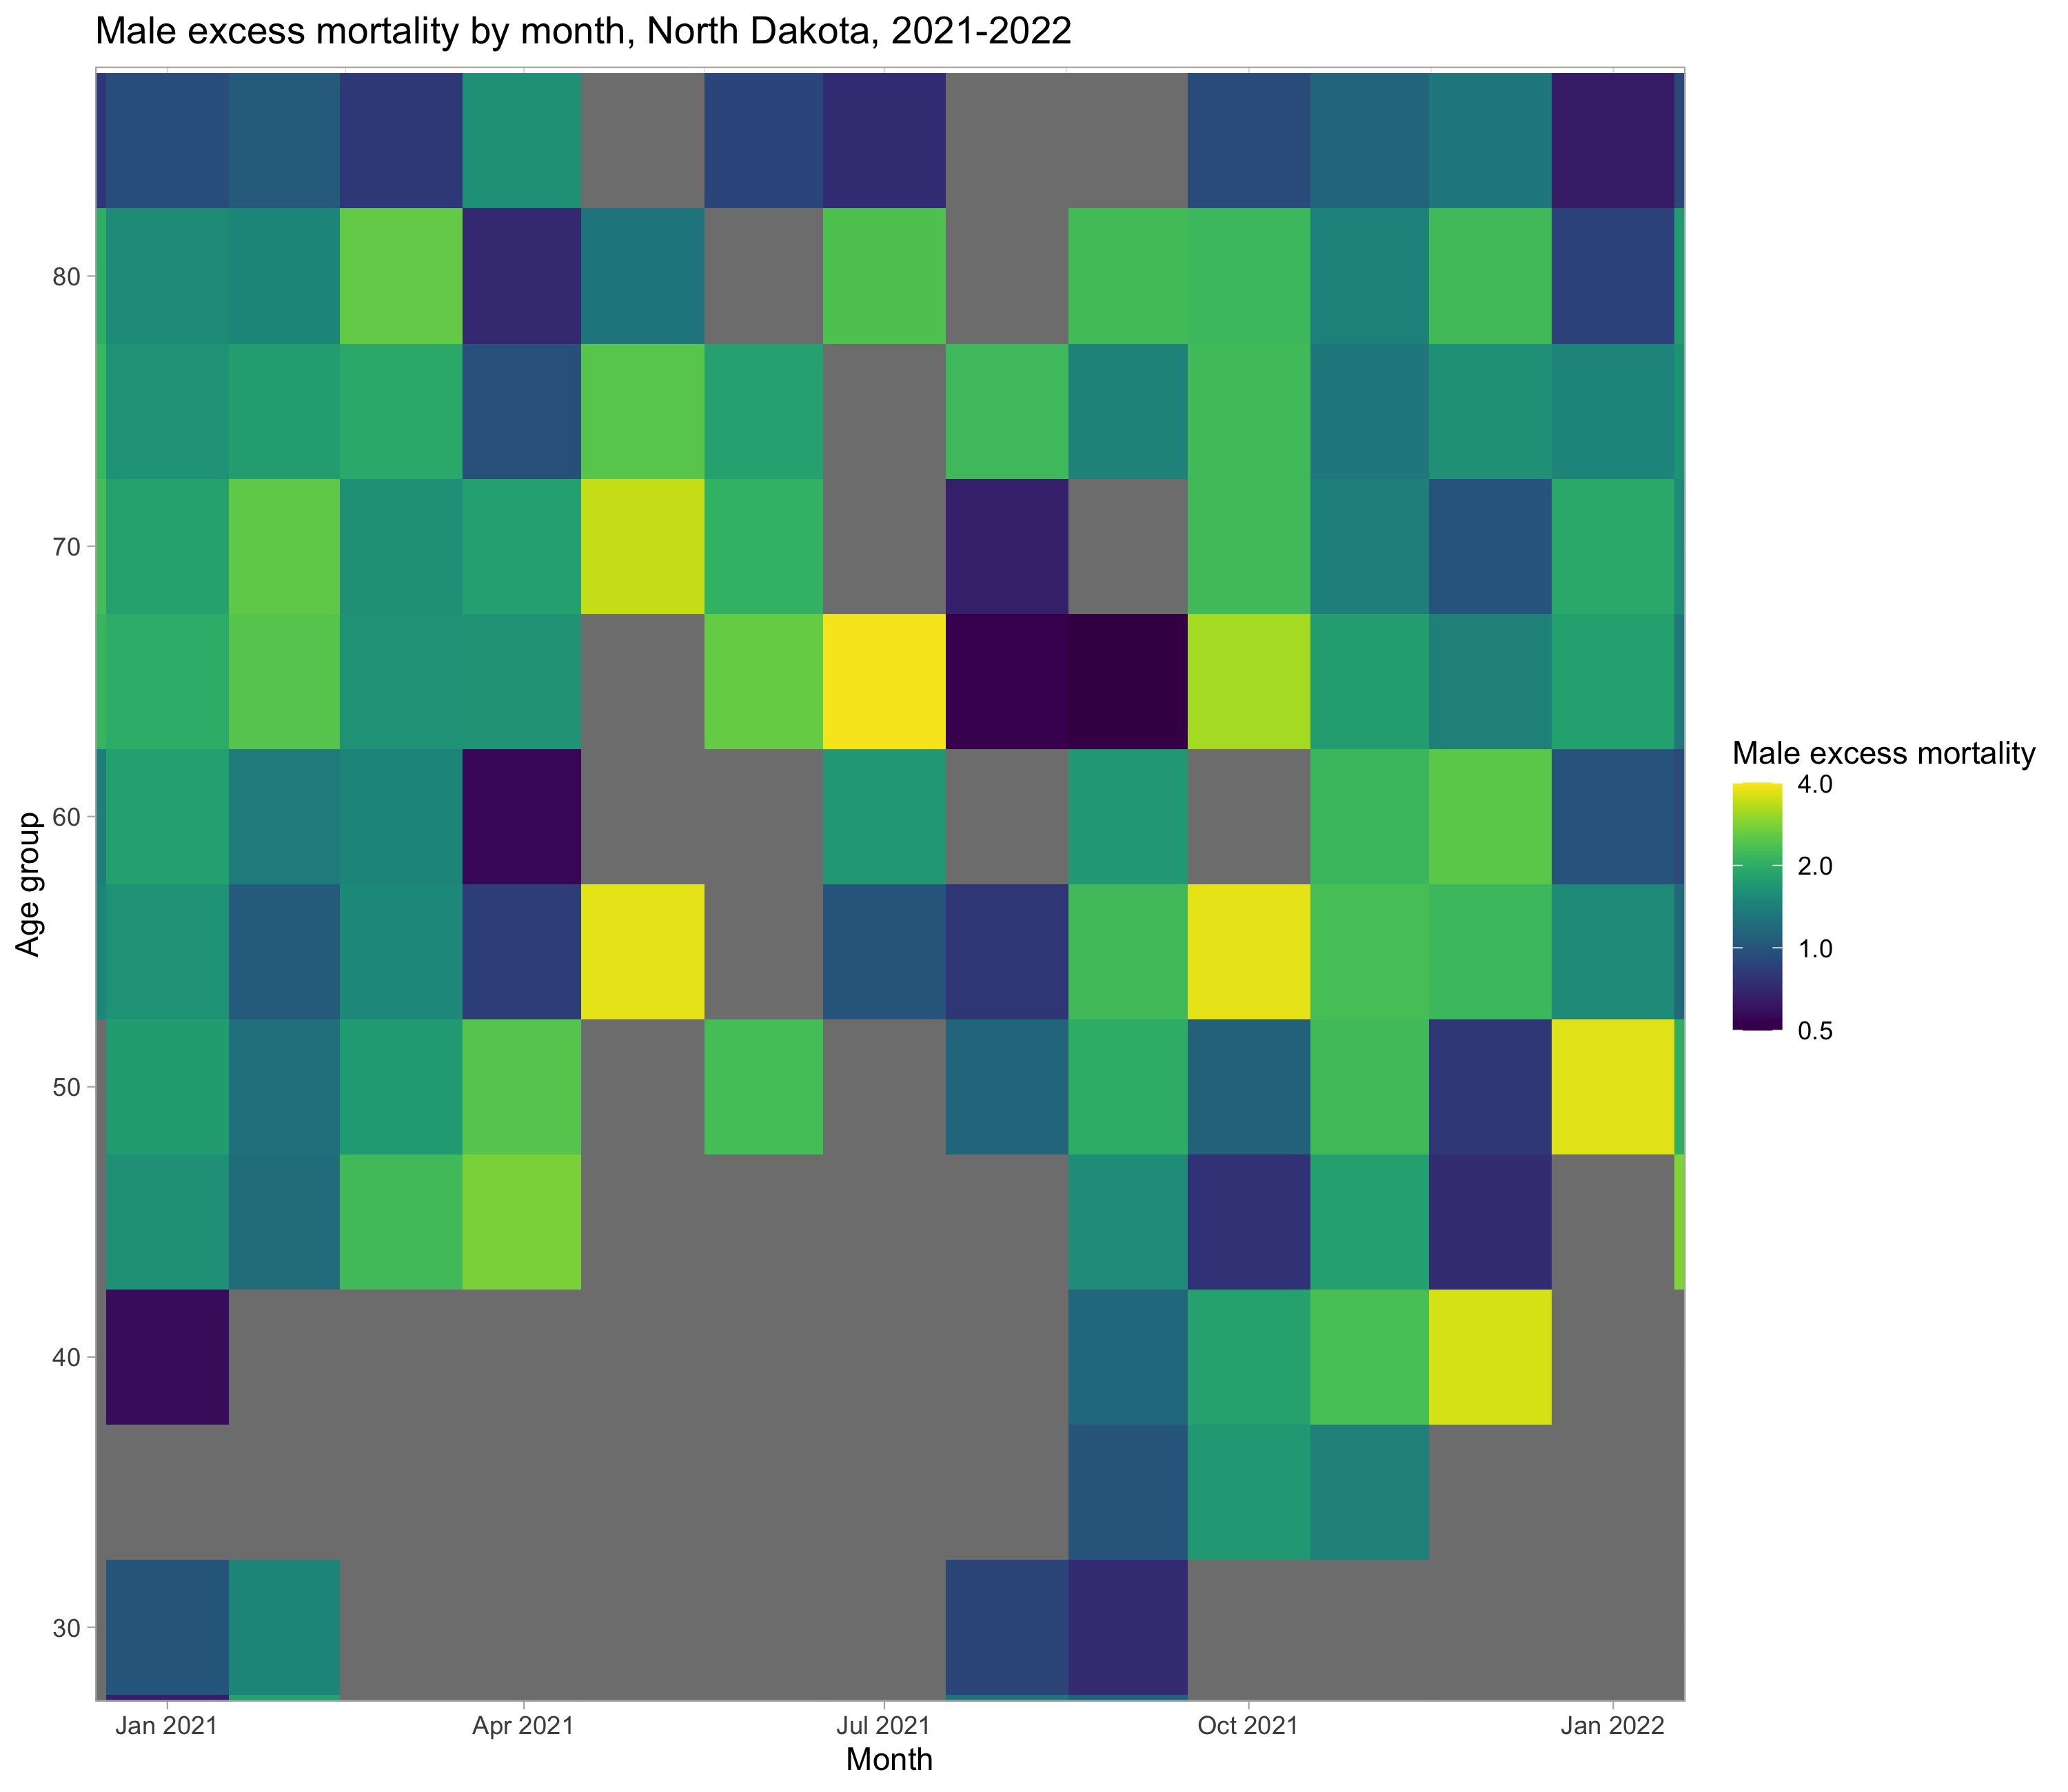 Male excess mortality by month, North Dakota, 2021-2022
80
70
60
50
40
30
Age group
Jan 2021
Apr 2021
Jul 2021
Oct 2021
Jan 2022
Month
Male excess mortality
4.0
2.0
1.0
0.5